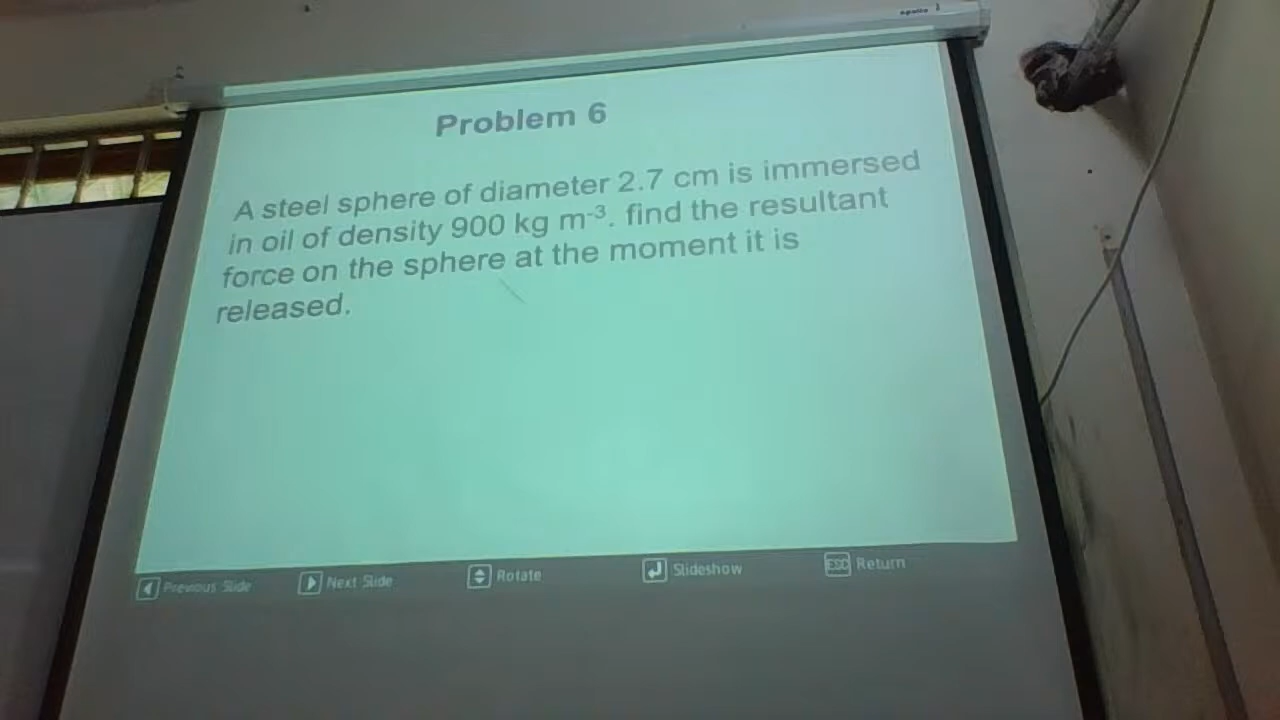 apollo
Problem 6
A steel sphere of diameter 2.7 cm is immersed
in oil of density 900 kg m⁻³. find the resultant
force on the sphere at the moment it is
released.
Previous Slide Next Slide Rotate Slideshow ESC Return